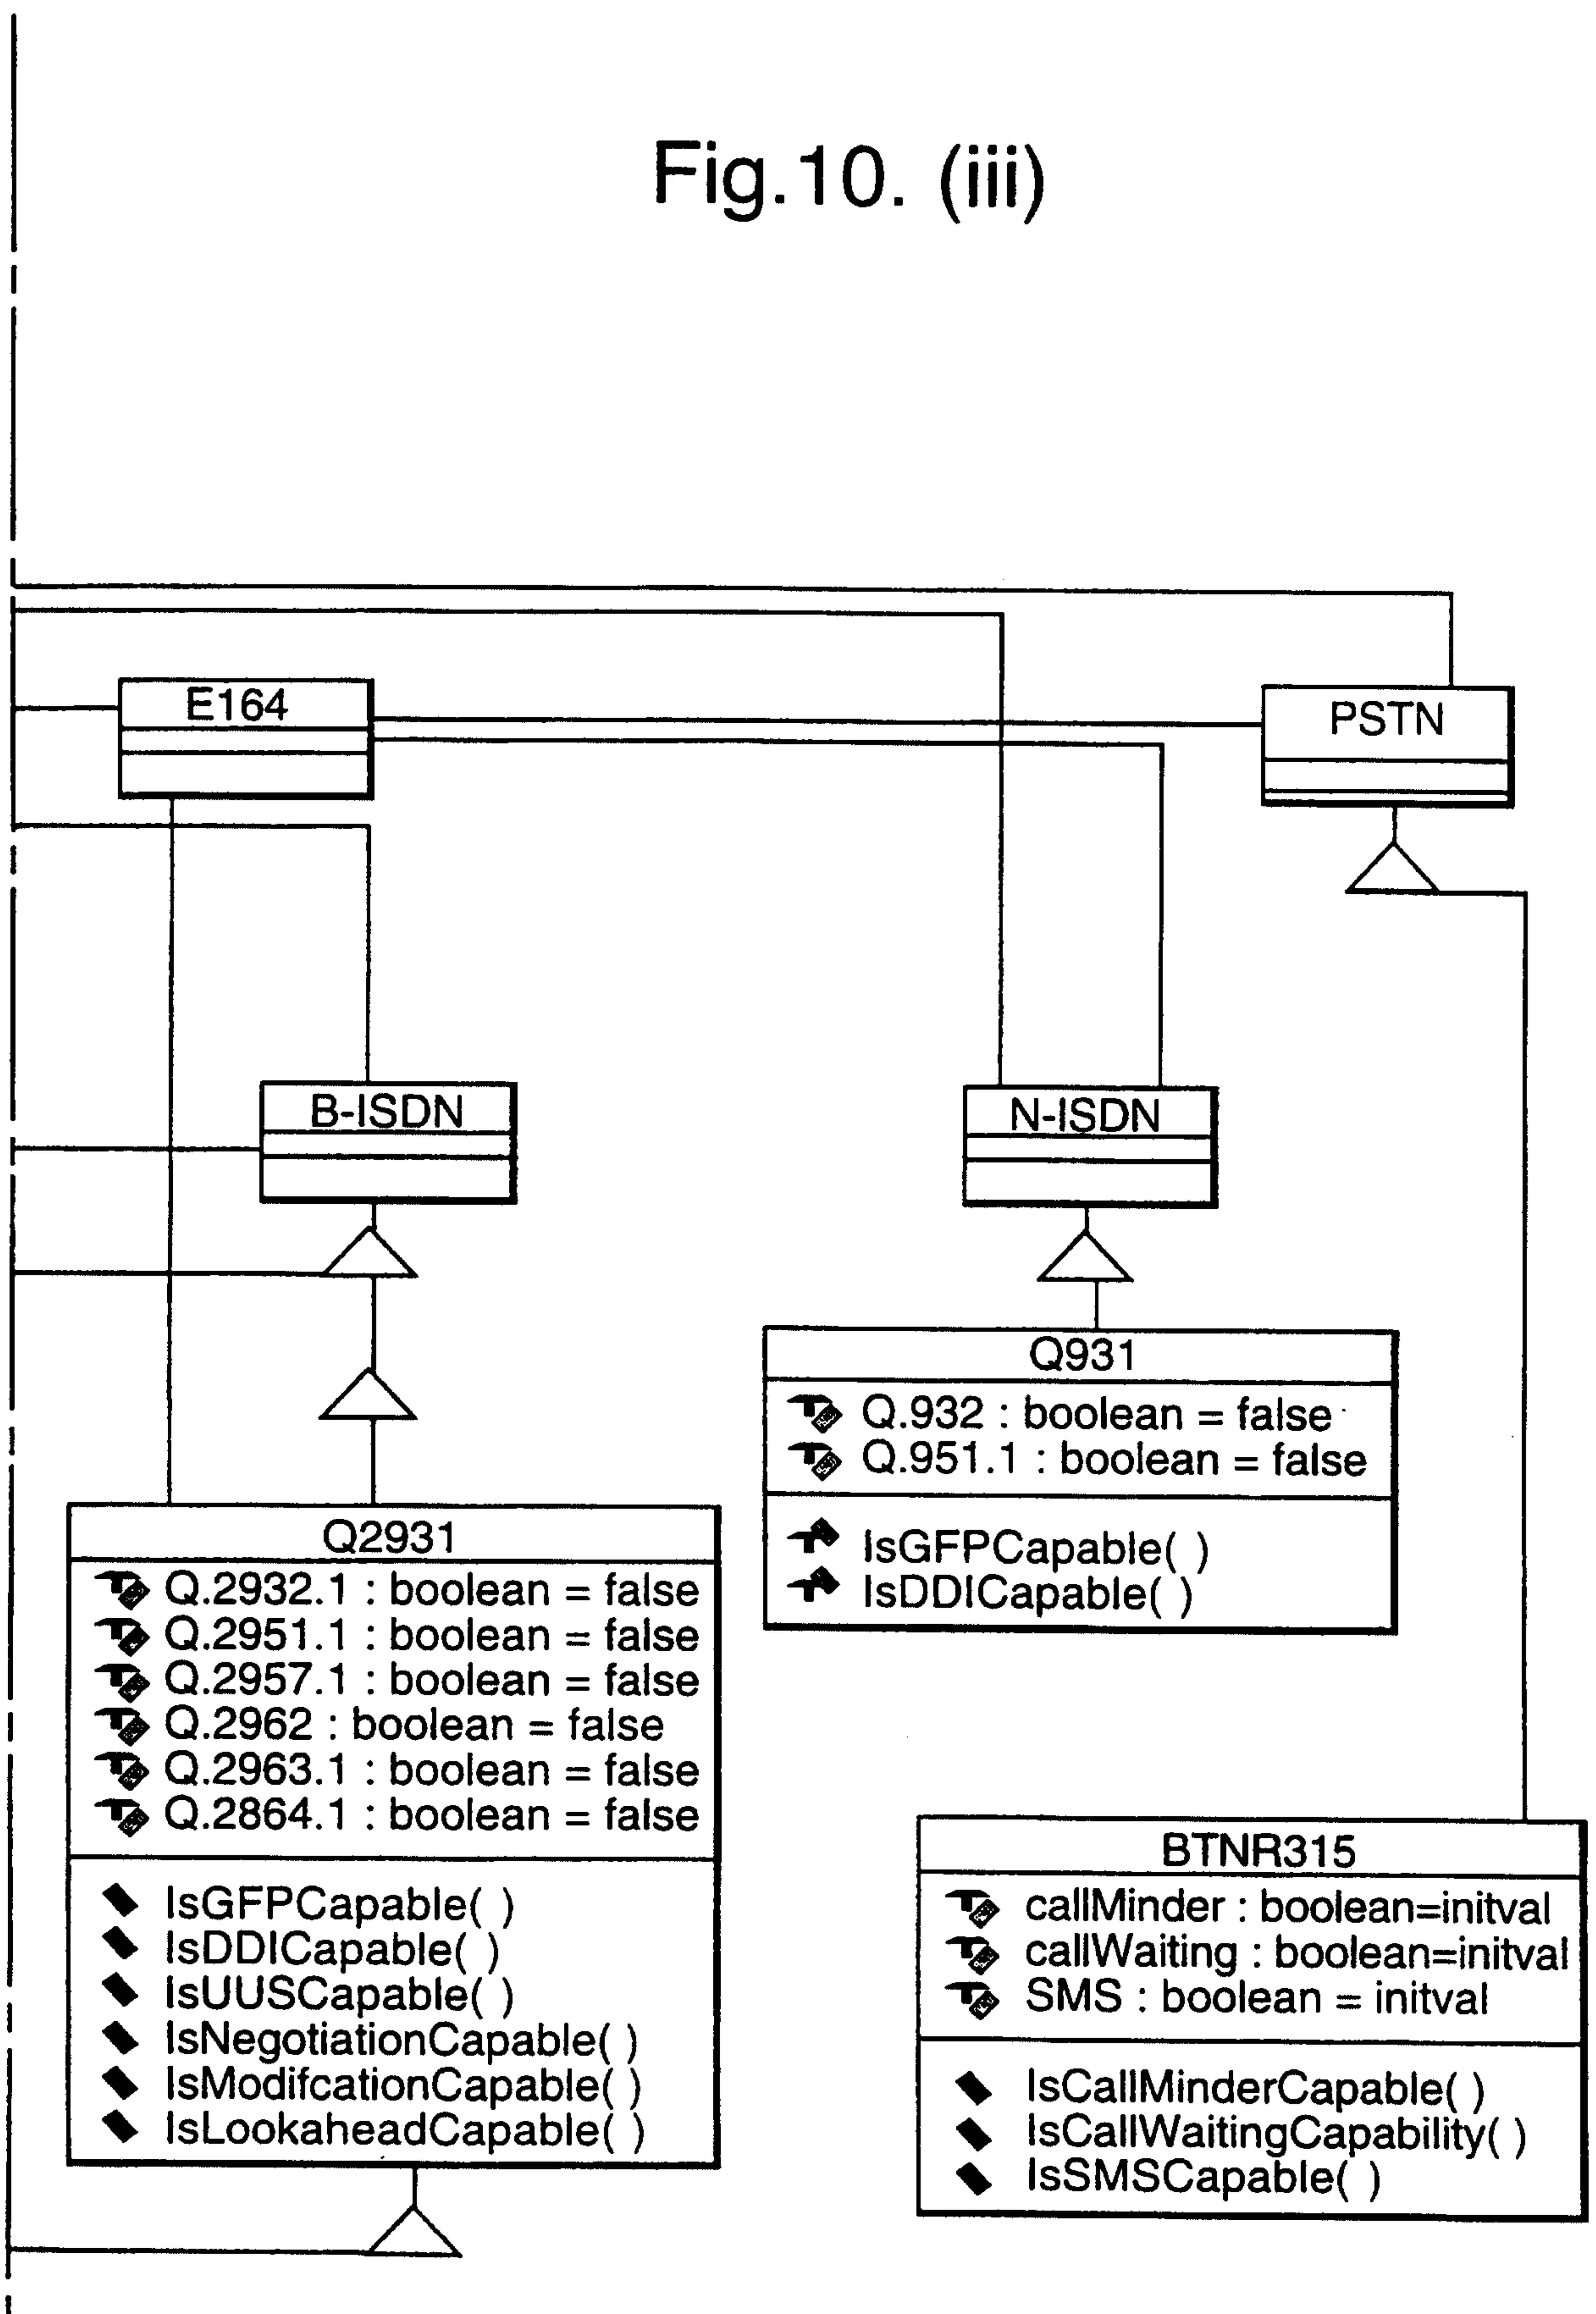 Fig.10. (iii)
E164
PSTN
B-ISDN
N-ISDN
Q931
Q.932 : boolean = false
Q.951.1 : boolean = false
IsGFPCapable( )
IsDDICapable( )
Q2931
Q.2932.1 : boolean = false
Q.2951.1 : boolean = false
Q.2957.1 : boolean = false
Q.2962 : boolean = false
Q.2963.1 : boolean = false
Q.2864.1 : boolean = false
IsGFPCapable( )
IsDDICapable( )
IsUUSCapable( )
IsNegotiationCapable( )
IsModifcationCapable( )
IsLookaheadCapable( )
BTNR315
callMinder : boolean=initval
callWaiting : boolean=initval
SMS : boolean = initval
IsCallMinderCapable( )
IsCallWaitingCapability( )
IsSMSCapable( )